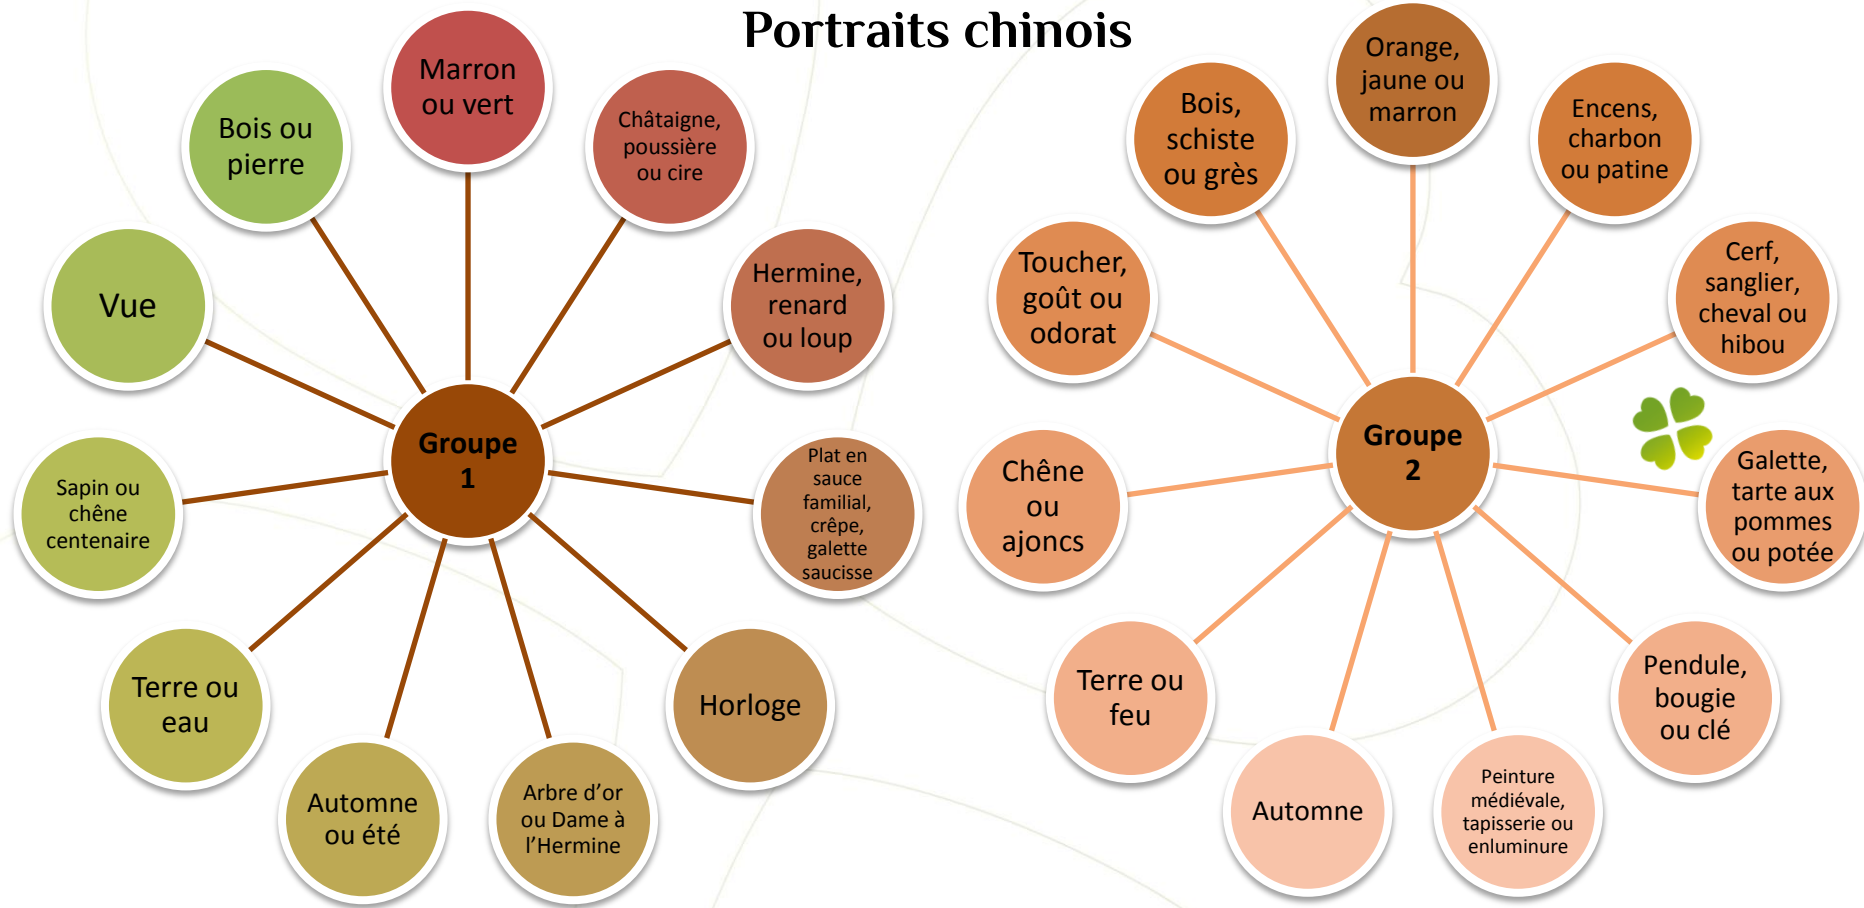 Portraits chinois
Groupe
1
Marron
ou vert
Châtaigne,
poussière
ou cire
Hermine,
renard
ou loup
Plat en
sauce
familial,
crêpe,
galette
saucisse
Horloge
Arbre d'or
ou Dame à
l'Hermine
Automne
ou été
Terre ou
eau
Sapin ou
chêne
centenaire
Vue
Bois ou
pierre
Groupe
2
Orange,
jaune ou
marron
Encens,
charbon
ou patine
Cerf,
sanglier,
cheval ou
hibou
Galette,
tarte aux
pommes
ou potée
Pendule,
bougie
ou clé
Peinture
médiévale,
tapisserie ou
enluminure
Automne
Terre ou
feu
Chêne
ou
ajoncs
Toucher,
goût ou
odorat
Bois,
schiste
ou grès